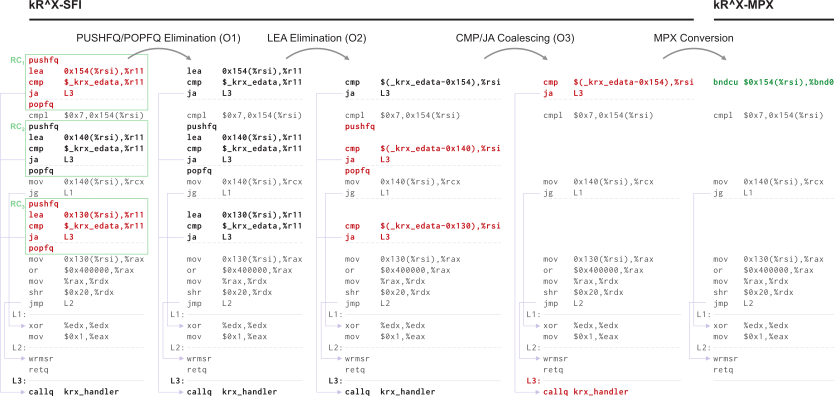 kR^X-SFI
kR^X-MPX
PUSHFQ/POPFQ Elimination (O1)
LEA Elimination (O2)
CMP/JA Coalescing (O3)
MPX Conversion
RC1 pushfq
lea 0x154(%rsi),%r11
cmp $_krx_edata,%r11
ja L3
popfq
cmpl $0x7,0x154(%rsi)
RC2 pushfq
lea 0x140(%rsi),%r11
cmp $_krx_edata,%r11
ja L3
popfq
mov 0x140(%rsi),%rcx
jg L1
RC3 pushfq
lea 0x130(%rsi),%r11
cmp $_krx_edata,%r11
ja L3
popfq
mov 0x130(%rsi),%rax
or $0x400000,%rax
mov %rax,%rdx
shr $0x20,%rdx
jmp L2
L1:
xor %edx,%edx
mov $0x1,%eax
L2:
wrmsr
retq
L3:
callq krx_handler
lea 0x154(%rsi),%r11
cmp $_krx_edata,%r11
ja L3
cmpl $0x7,0x154(%rsi)
pushfq
lea 0x140(%rsi),%r11
cmp $_krx_edata,%r11
ja L3
popfq
mov 0x140(%rsi),%rcx
jg L1
lea 0x130(%rsi),%r11
cmp $_krx_edata,%r11
ja L3
mov 0x130(%rsi),%rax
or $0x400000,%rax
mov %rax,%rdx
shr $0x20,%rdx
jmp L2
L1:
xor %edx,%edx
mov $0x1,%eax
L2:
wrmsr
retq
L3:
callq krx_handler
cmp $(_krx_edata-0x154),%rsi
ja L3
cmpl $0x7,0x154(%rsi)
pushfq
cmp $(_krx_edata-0x140),%rsi
ja L3
popfq
mov 0x140(%rsi),%rcx
jg L1
cmp $(_krx_edata-0x130),%rsi
ja L3
mov 0x130(%rsi),%rax
or $0x400000,%rax
mov %rax,%rdx
shr $0x20,%rdx
jmp L2
L1:
xor %edx,%edx
mov $0x1,%eax
L2:
wrmsr
retq
L3:
callq krx_handler
cmp $(_krx_edata-0x154),%rsi
ja L3
cmpl $0x7,0x154(%rsi)
mov 0x140(%rsi),%rcx
jg L1
mov 0x130(%rsi),%rax
or $0x400000,%rax
mov %rax,%rdx
shr $0x20,%rdx
jmp L2
L1:
xor %edx,%edx
mov $0x1,%eax
L2:
wrmsr
retq
L3:
callq krx_handler
bndcu $0x154(%rsi),%bnd0
cmpl $0x7,0x154(%rsi)
mov 0x140(%rsi),%rcx
jg L1
mov 0x130(%rsi),%rax
or $0x400000,%rax
mov %rax,%rdx
shr $0x20,%rdx
jmp L2
L1:
xor %edx,%edx
mov $0x1,%eax
L2:
wrmsr
retq